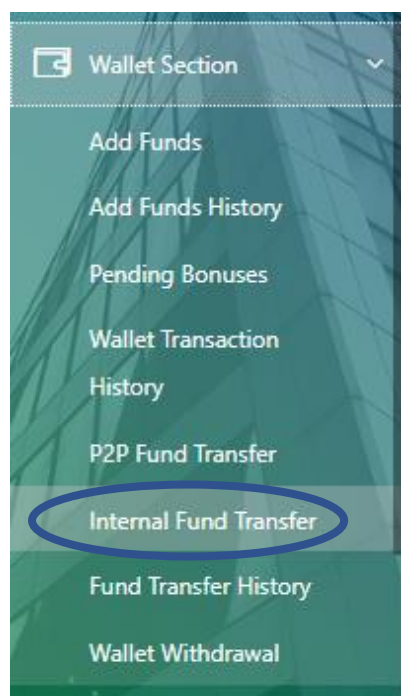 Wallet Section
Add Funds
Add Funds History
Pending Bonuses
Wallet Transaction
History
P2P Fund Transfer
Internal Fund Transfer
Fund Transfer History
Wallet Withdrawal